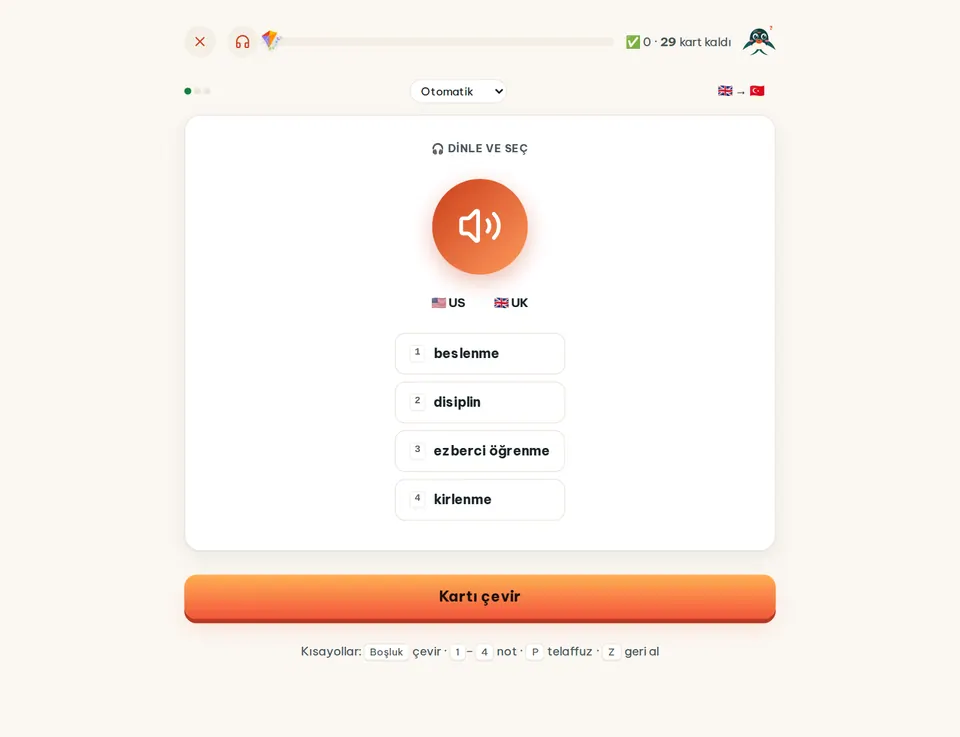 ✅ 0 · 29 kart kaldı
Otomatik
🇬🇧 → 🇹🇷
🎧 DİNLE VE SEÇ
🇺🇸 US 🇬🇧 UK
1 beslenme
2 disiplin
3 ezberci öğrenme
4 kirlenme
Kartı çevir
Kısayollar: Boşluk çevir · 1 – 4 not · P telaffuz · Z geri al